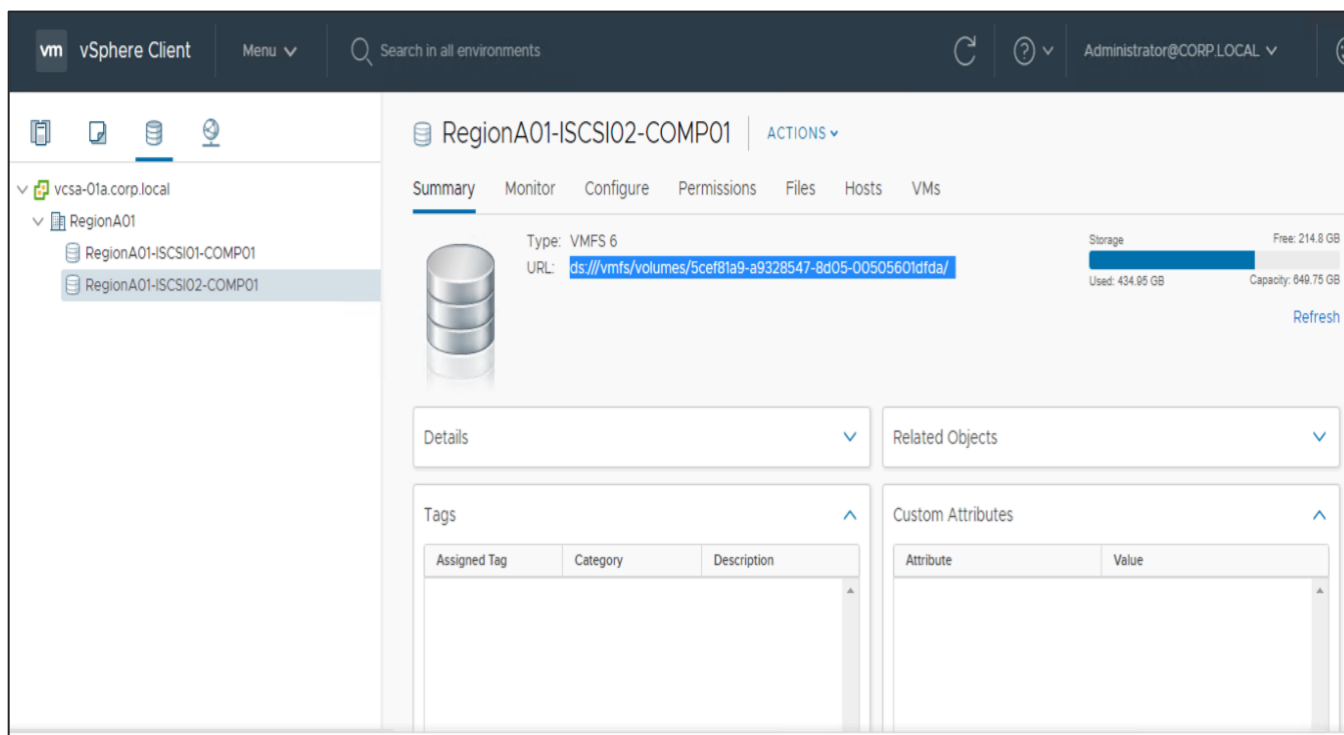 vm vSphere Client Menu Search in all environments Administrator@CORP.LOCAL
vcsa-01a.corp.local
RegionA01
RegionA01-ISCSI01-COMP01
RegionA01-ISCSI02-COMP01
RegionA01-ISCSI02-COMP01 ACTIONS
Summary Monitor Configure Permissions Files Hosts VMs
Type: VMFS 6
URL: ds:///vmfs/volumes/5cef81a9-a9328547-8d05-00505601dfda/
Storage Free: 214.8 GB
Used: 434.95 GB Capacity: 649.75 GB
Refresh
Details
Related Objects
Tags
Assigned Tag Category Description
Custom Attributes
Attribute Value